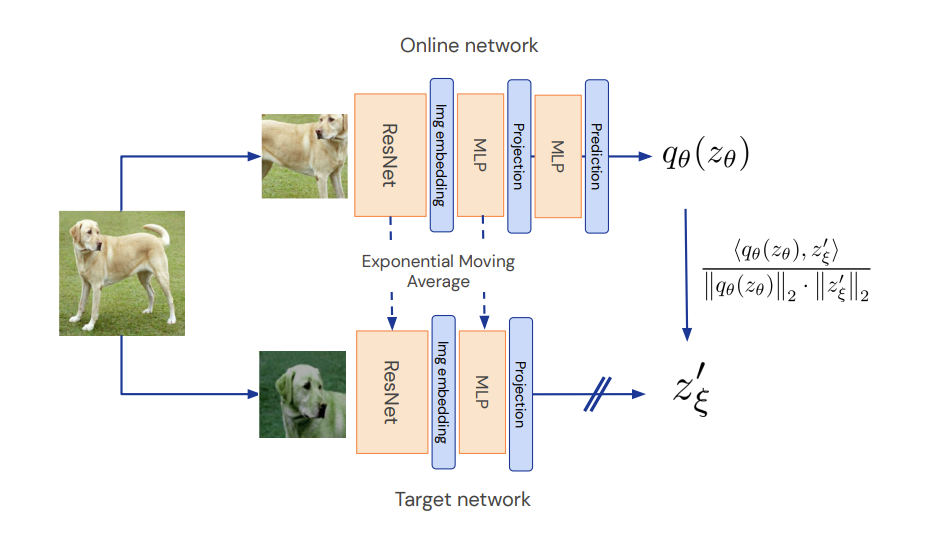 Online network
ResNet
Img embedding
MLP
Projection
MLP
Prediction
qθ(zθ)
Exponential Moving
Average
⟨qθ(zθ), z′ξ⟩
‖qθ(zθ)‖₂ · ‖z′ξ‖₂
ResNet
Img embedding
MLP
Projection
z′ξ
Target network